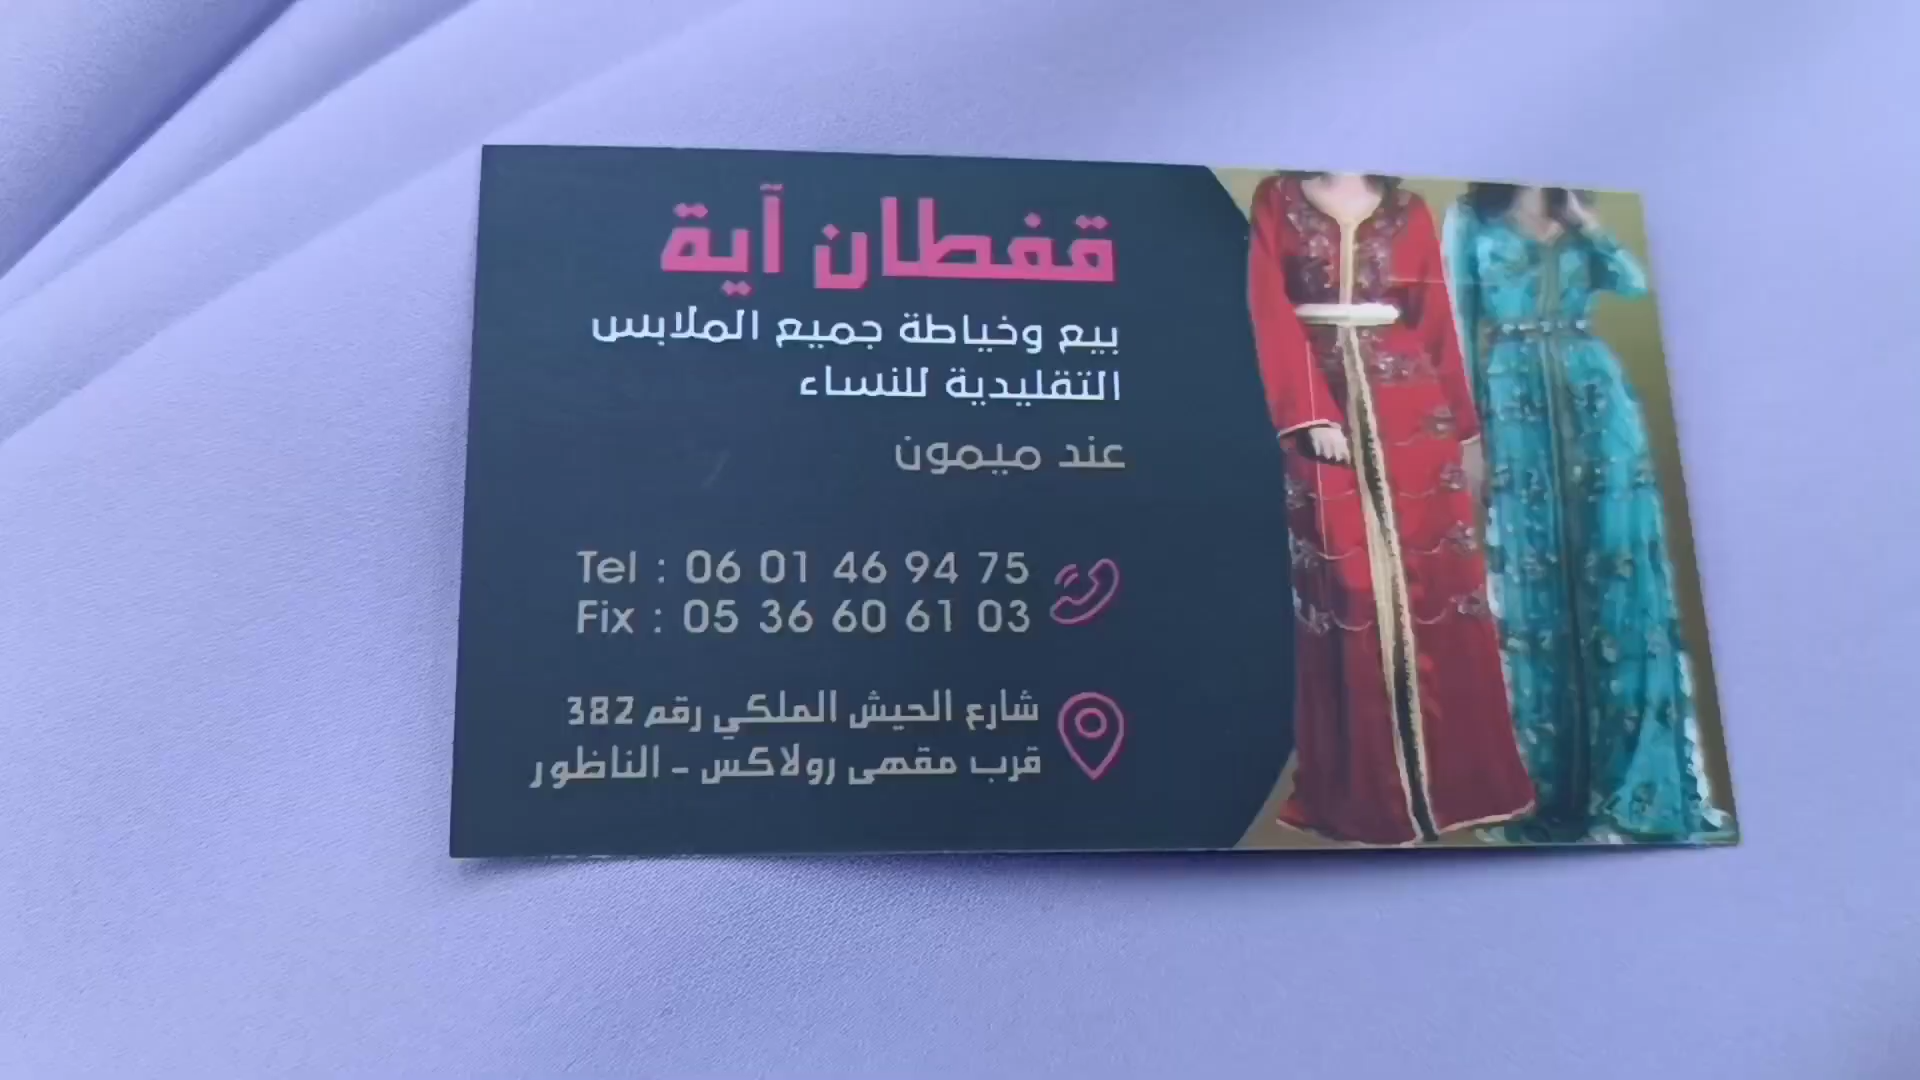 قفطان آية
بيع وخياطة جميع الملابس
التقليدية للنساء
عند ميمون
Tel : 06 01 46 94 75
Fix : 05 36 60 61 03
شارع الجيش الملكي رقم 382
قرب مقهى رولاكس - الناظور